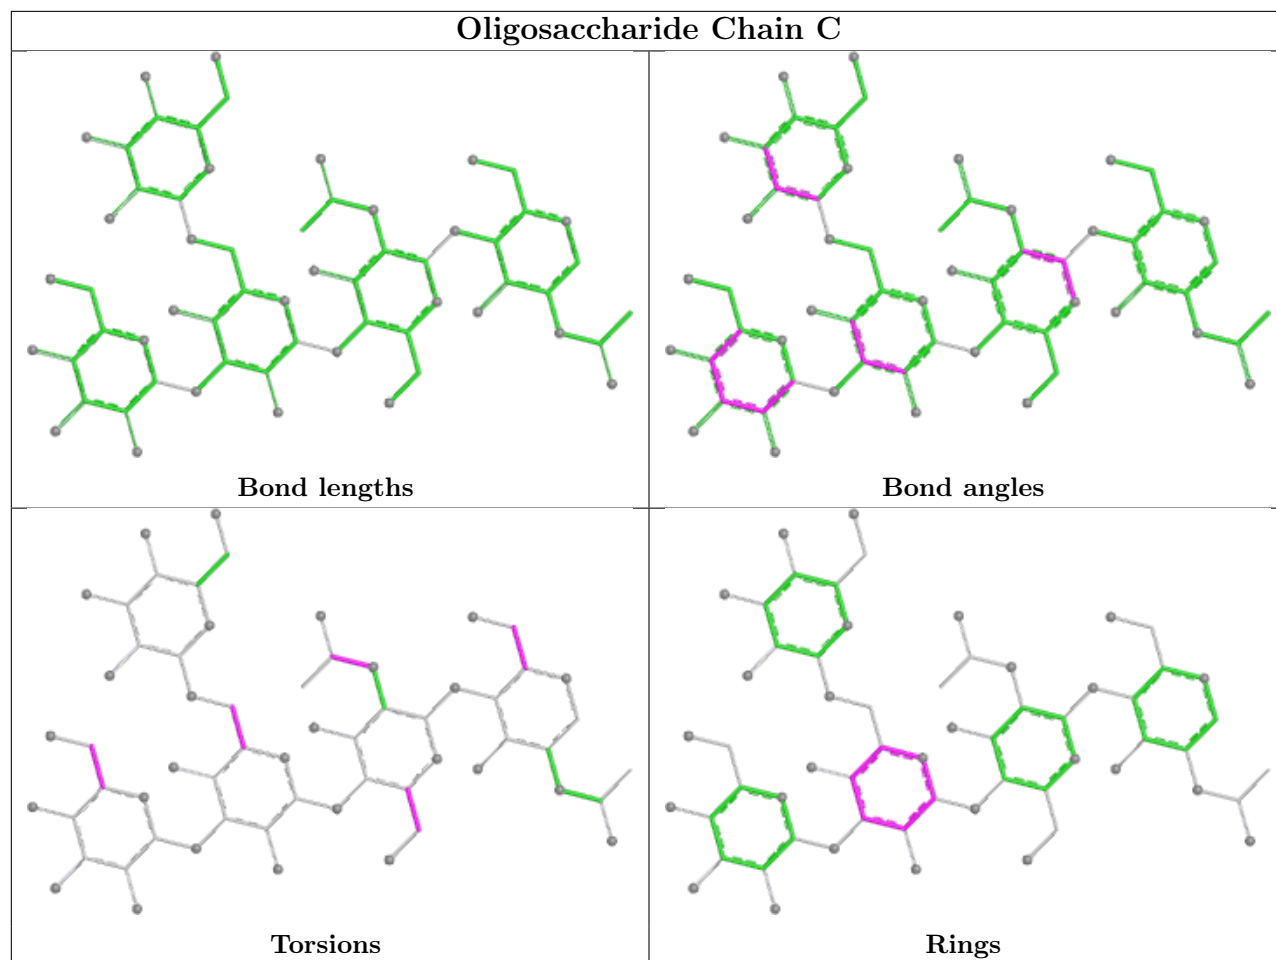 Oligosaccharide Chain C
Bond lengths
Bond angles
Torsions
Rings